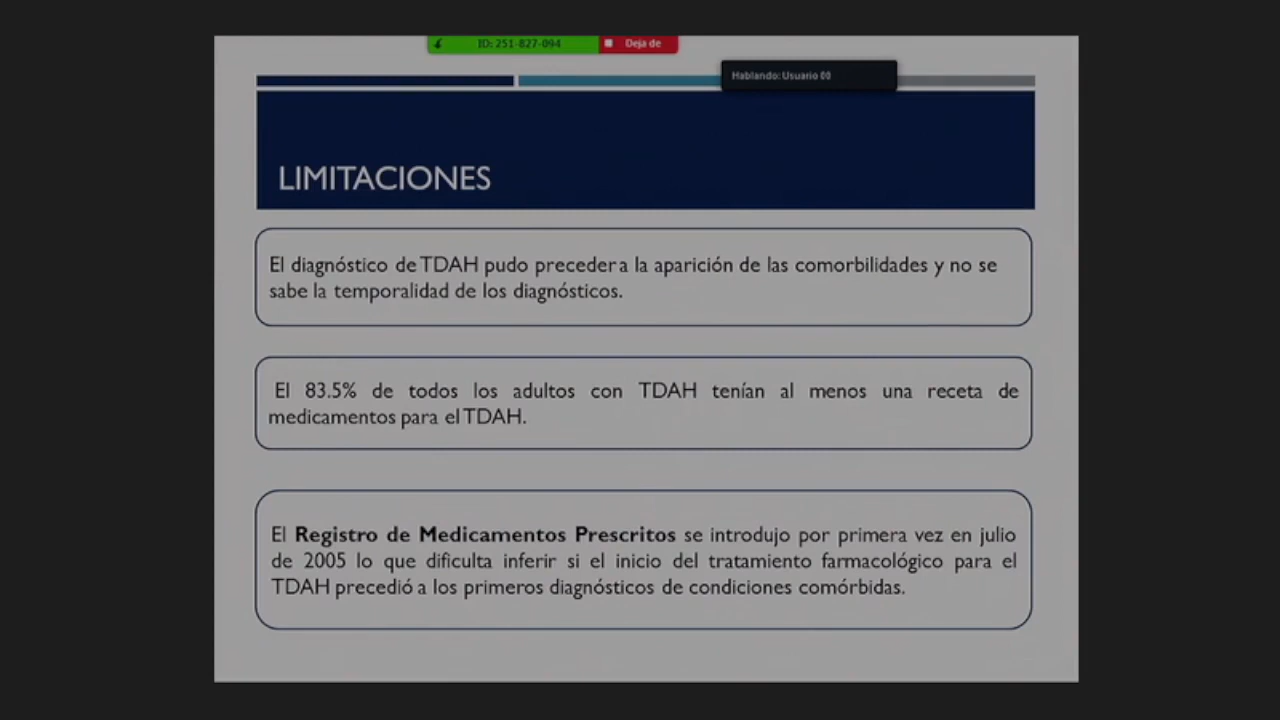 ID: 251-827-094
Deja de
Hablando: Usuario 00
LIMITACIONES
El diagnóstico de TDAH pudo preceder a la aparición de las comorbilidades y no se
sabe la temporalidad de los diagnósticos.
El 83.5% de todos los adultos con TDAH tenían al menos una receta de
medicamentos para el TDAH.
El Registro de Medicamentos Prescritos se introdujo por primera vez en julio
de 2005 lo que dificulta inferir si el inicio del tratamiento farmacológico para el
TDAH precedió a los primeros diagnósticos de condiciones comórbidas.